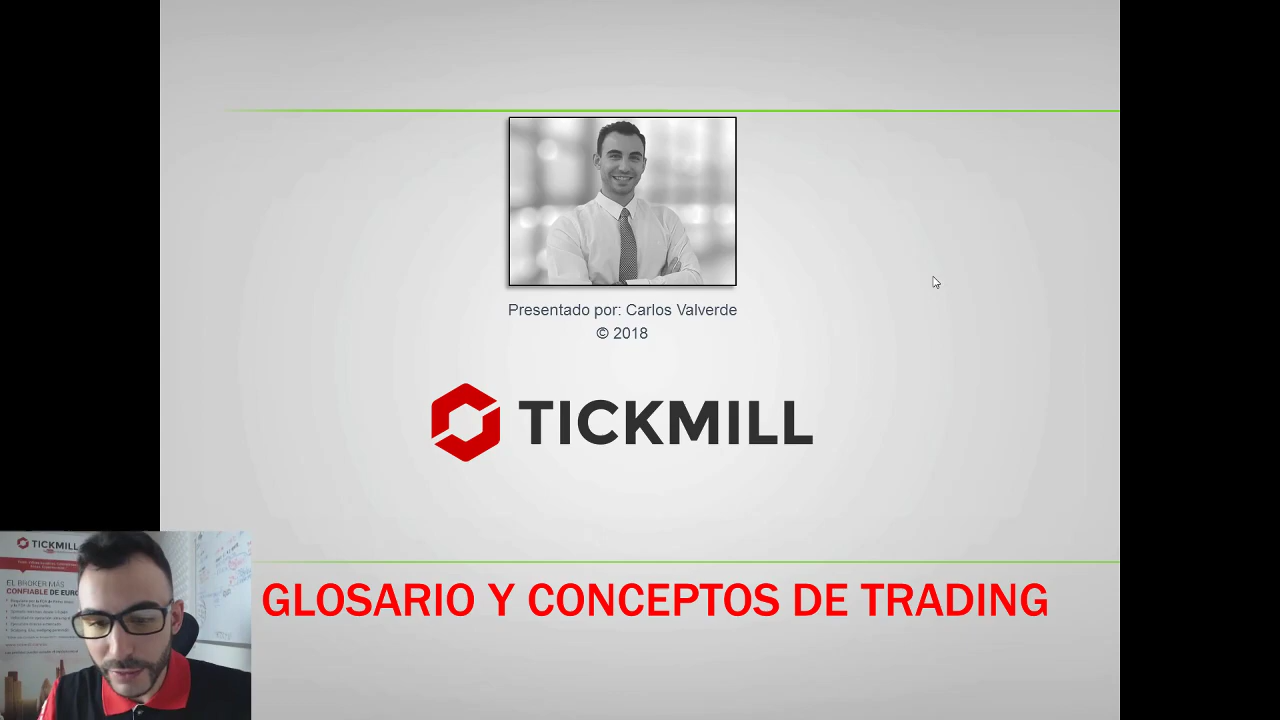 Presentado por: Carlos Valverde
© 2018
TICKMILL
GLOSARIO Y CONCEPTOS DE TRADING
TICKMILL
EL BROKER MÁS
CONFIABLE DE EURO